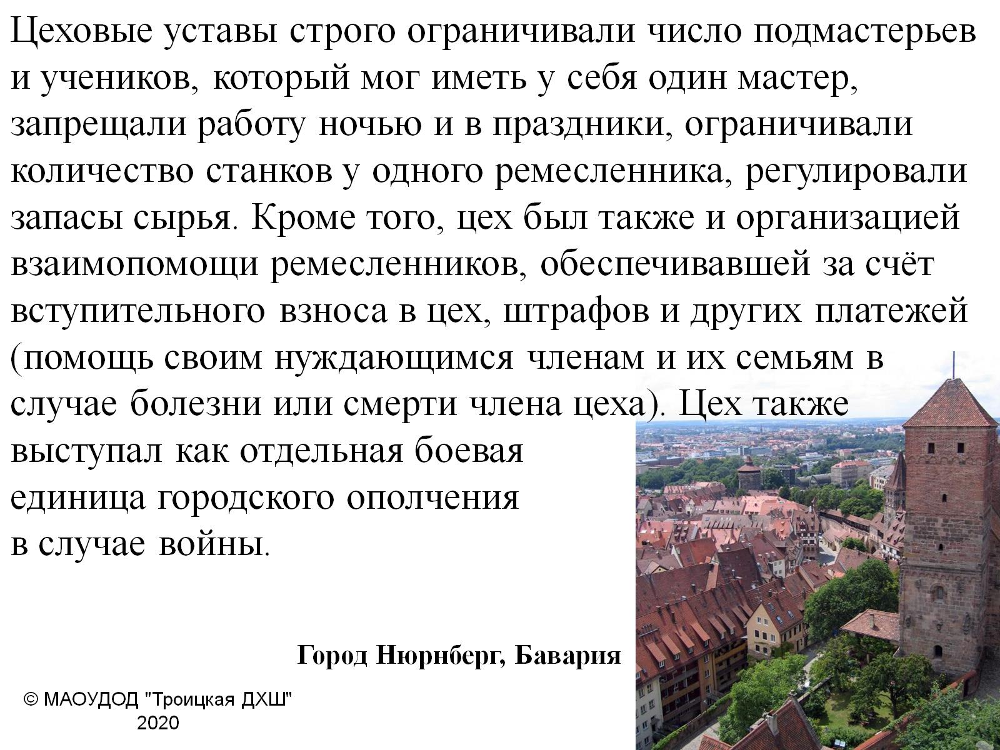 Цеховые уставы строго ограничивали число подмастерьев
и учеников, который мог иметь у себя один мастер,
запрещали работу ночью и в праздники, ограничивали
количество станков у одного ремесленника, регулировали
запасы сырья. Кроме того, цех был также и организацией
взаимопомощи ремесленников, обеспечивавшей за счёт
вступительного взноса в цех, штрафов и других платежей
(помощь своим нуждающимся членам и их семьям в
случае болезни или смерти члена цеха). Цех также
выступал как отдельная боевая
единица городского ополчения
в случае войны.
Город Нюрнберг, Бавария
© МАОУДОД "Троицкая ДХШ"
2020